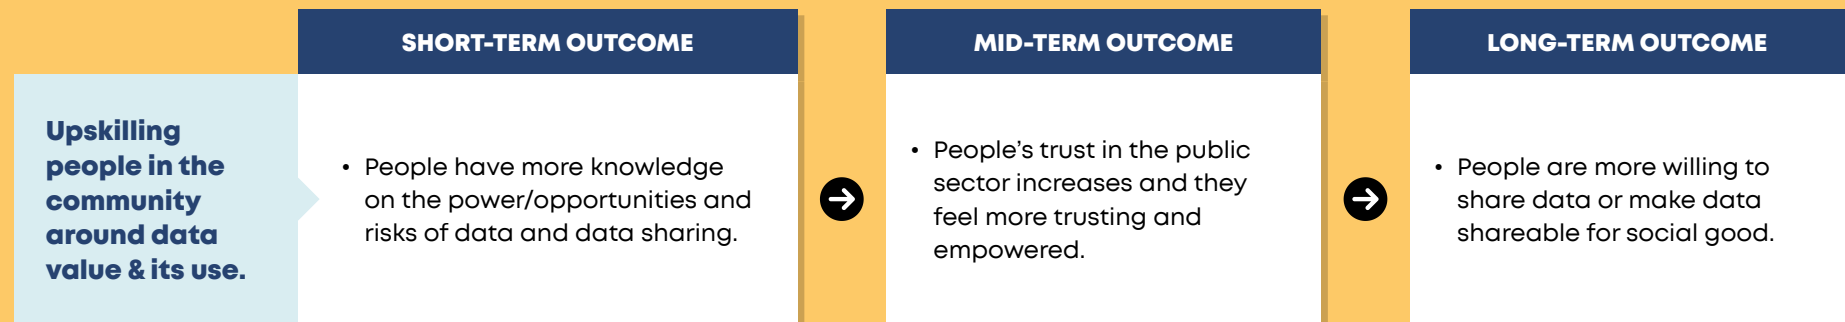 SHORT-TERM OUTCOME
MID-TERM OUTCOME
LONG-TERM OUTCOME
Upskilling
people in the
community
around data
value & its use.
• People have more knowledge
on the power/opportunities and
risks of data and data sharing.
• People’s trust in the public
sector increases and they
feel more trusting and
empowered.
• People are more willing to
share data or make data
shareable for social good.